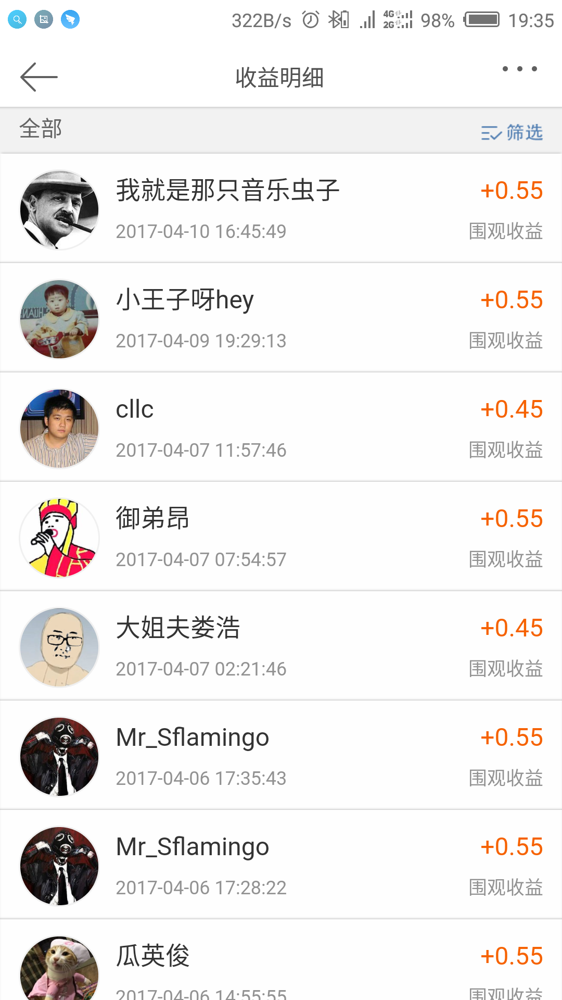 322B/s 4G 2G 98% 19:35
收益明细
全部
筛选
我就是那只音乐虫子 +0.55
2017-04-10 16:45:49 围观收益
小王子呀hey +0.55
2017-04-09 19:29:13 围观收益
cllc +0.45
2017-04-07 11:57:46 围观收益
御弟昂 +0.55
2017-04-07 07:54:57 围观收益
大姐夫娄浩 +0.45
2017-04-07 02:21:46 围观收益
Mr_Sflamingo +0.55
2017-04-06 17:35:43 围观收益
Mr_Sflamingo +0.55
2017-04-06 17:28:22 围观收益
瓜英俊 +0.55
2017-04-06 14:55:55 围观收益